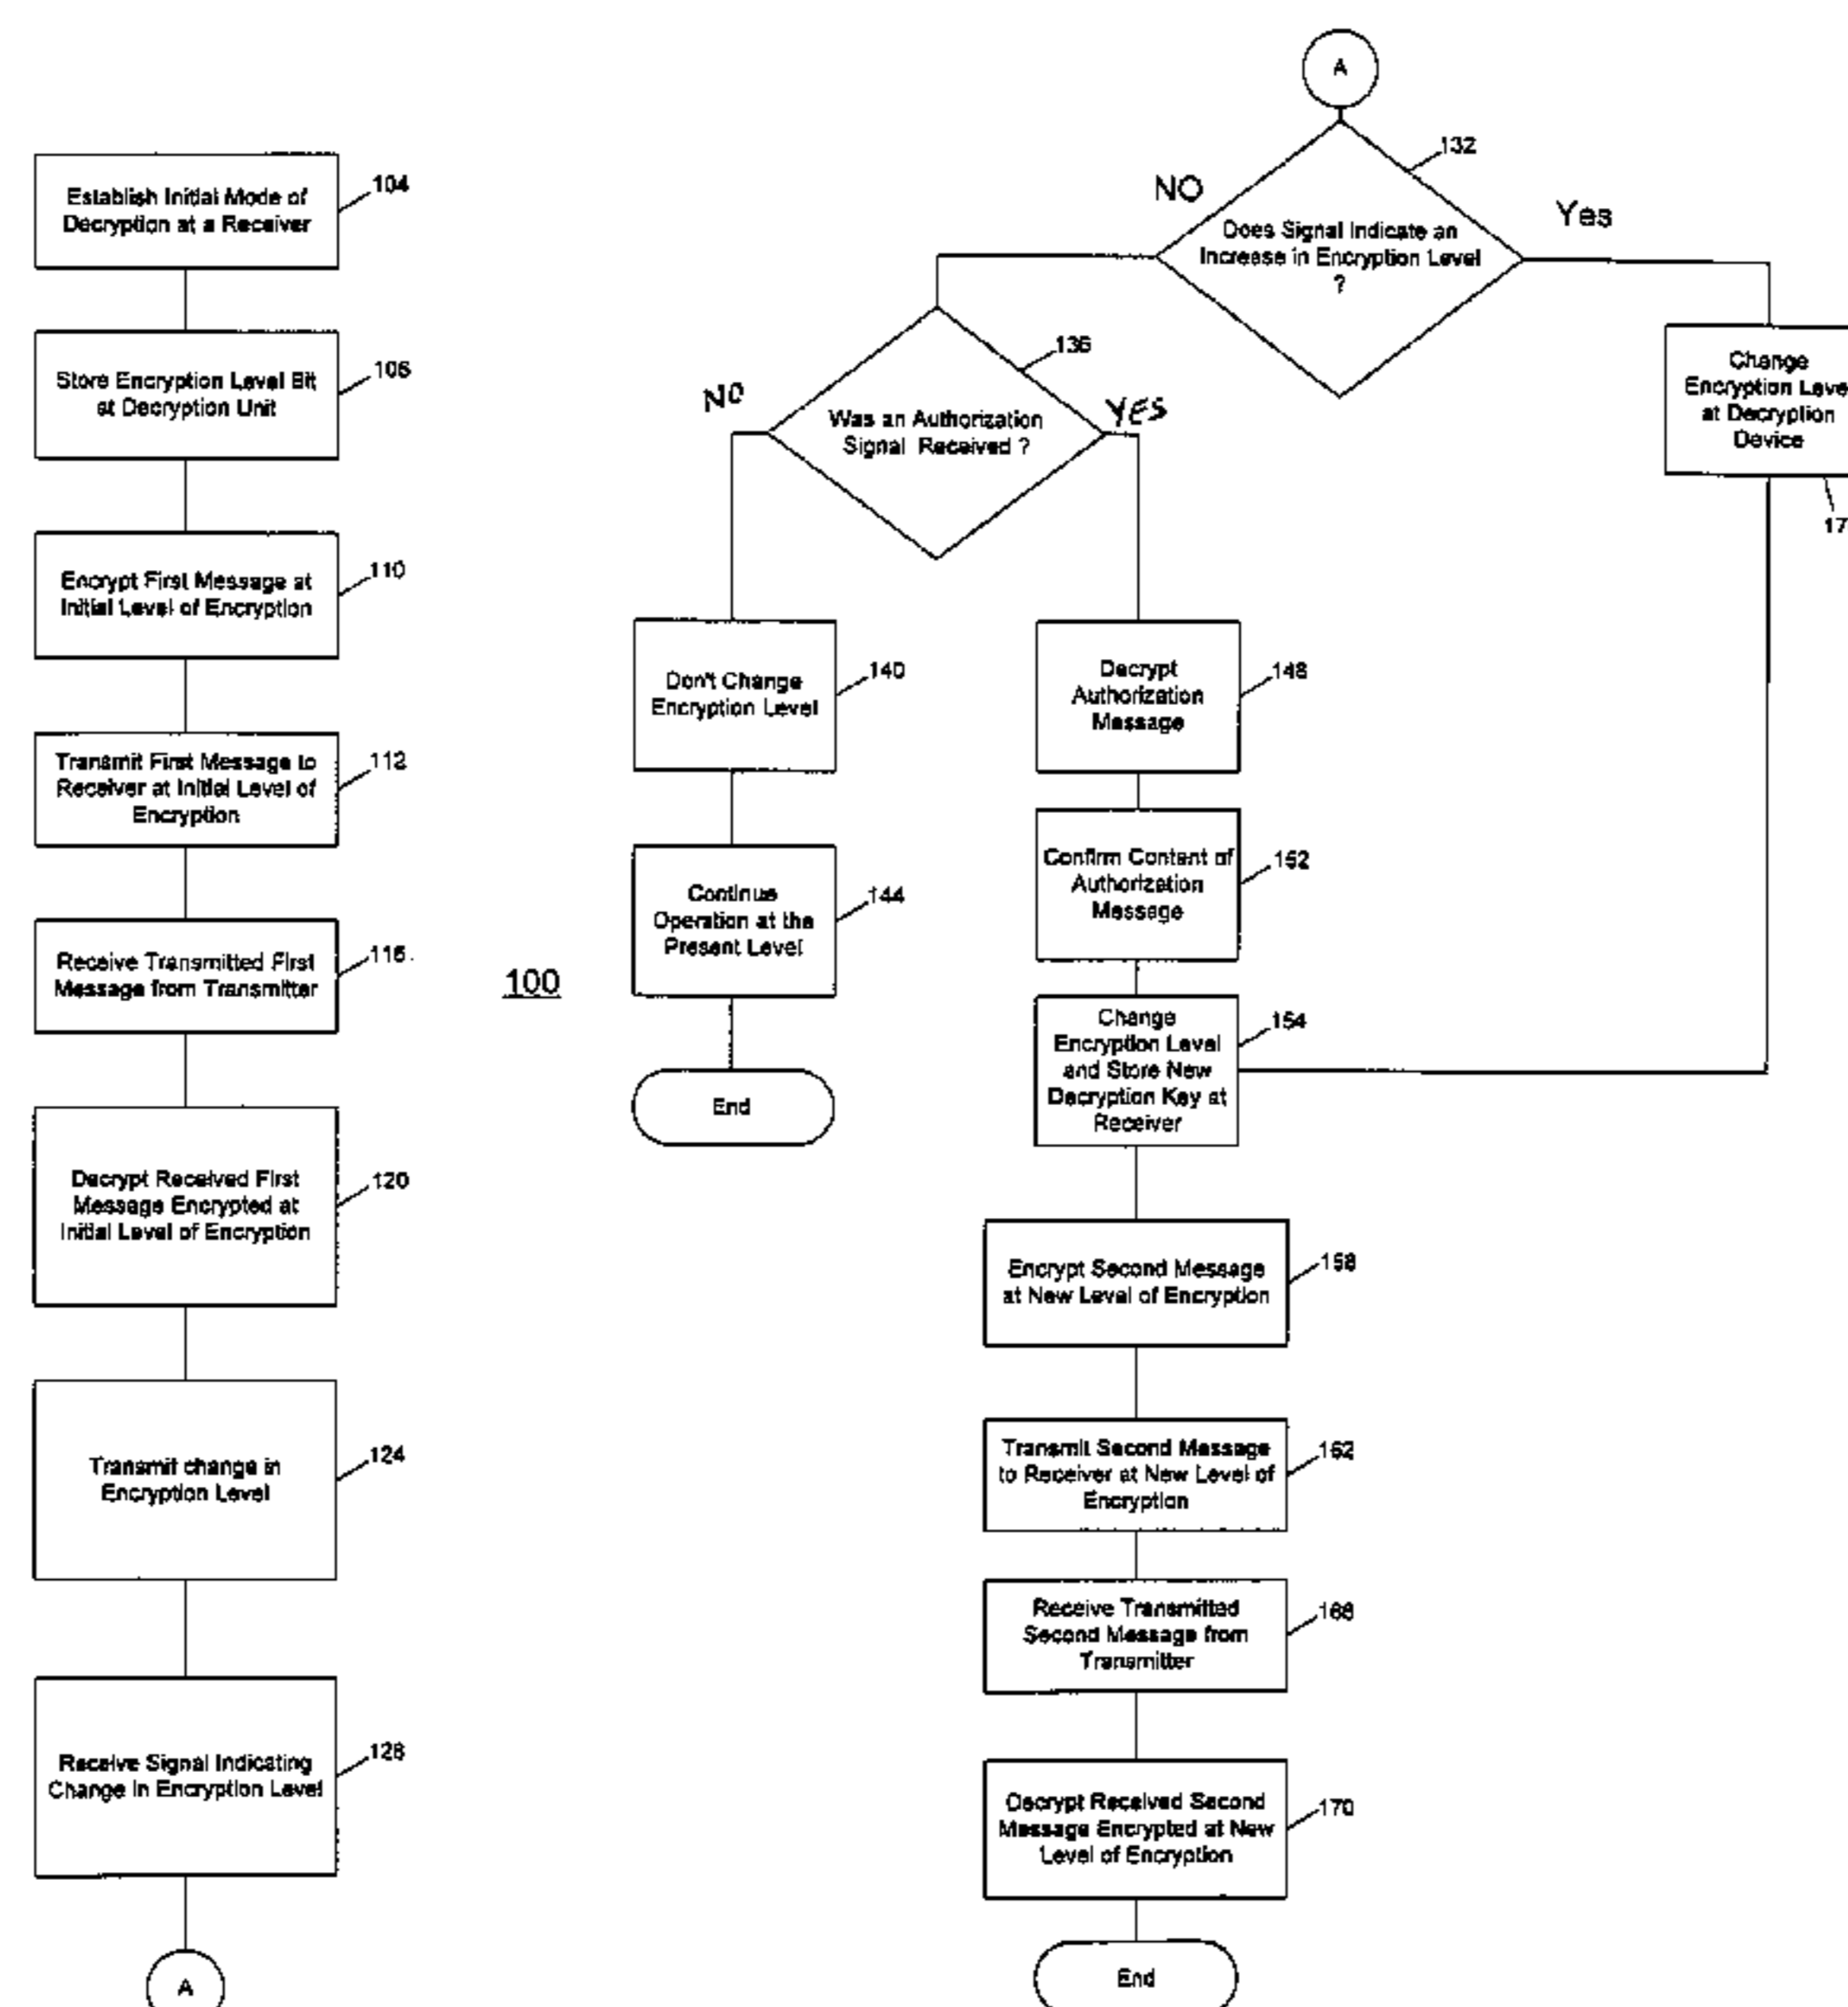 Establish Initial Mode of
Decryption at a Receiver
104
Store Encryption Level Bit
at Decryption Unit
106
Encrypt First Message at
Initial Level of Encryption
110
Transmit First Message to
Receiver at Initial Level of
Encryption
112
Receive Transmitted First
Message from Transmitter
116
Decrypt Received First
Message Encrypted at
Initial Level of Encryption
120
Transmit change in
Encryption Level
124
Receive Signal Indicating
Change in Encryption Level
128
A
100
A
132
NO
Does Signal Indicate an
Increase in Encryption Level
?
Yes
136
NO
Was an Authorization
Signal Received ?
YES
Change
Encryption Level
at Decryption
Device
17
Don't Change
Encryption Level
140
Continue
Operation at the
Present Level
144
End
Decrypt
Authorization
Message
148
Confirm Content of
Authorization
Message
152
Change
Encryption Level
and Store New
Decryption Key at
Receiver
154
Encrypt Second Message
at New Level of Encryption
158
Transmit Second Message
to Receiver at New Level of
Encryption
162
Receive Transmitted
Second Message from
Transmitter
166
Decrypt Received Second
Message Encrypted at New
Level of Encryption
170
End